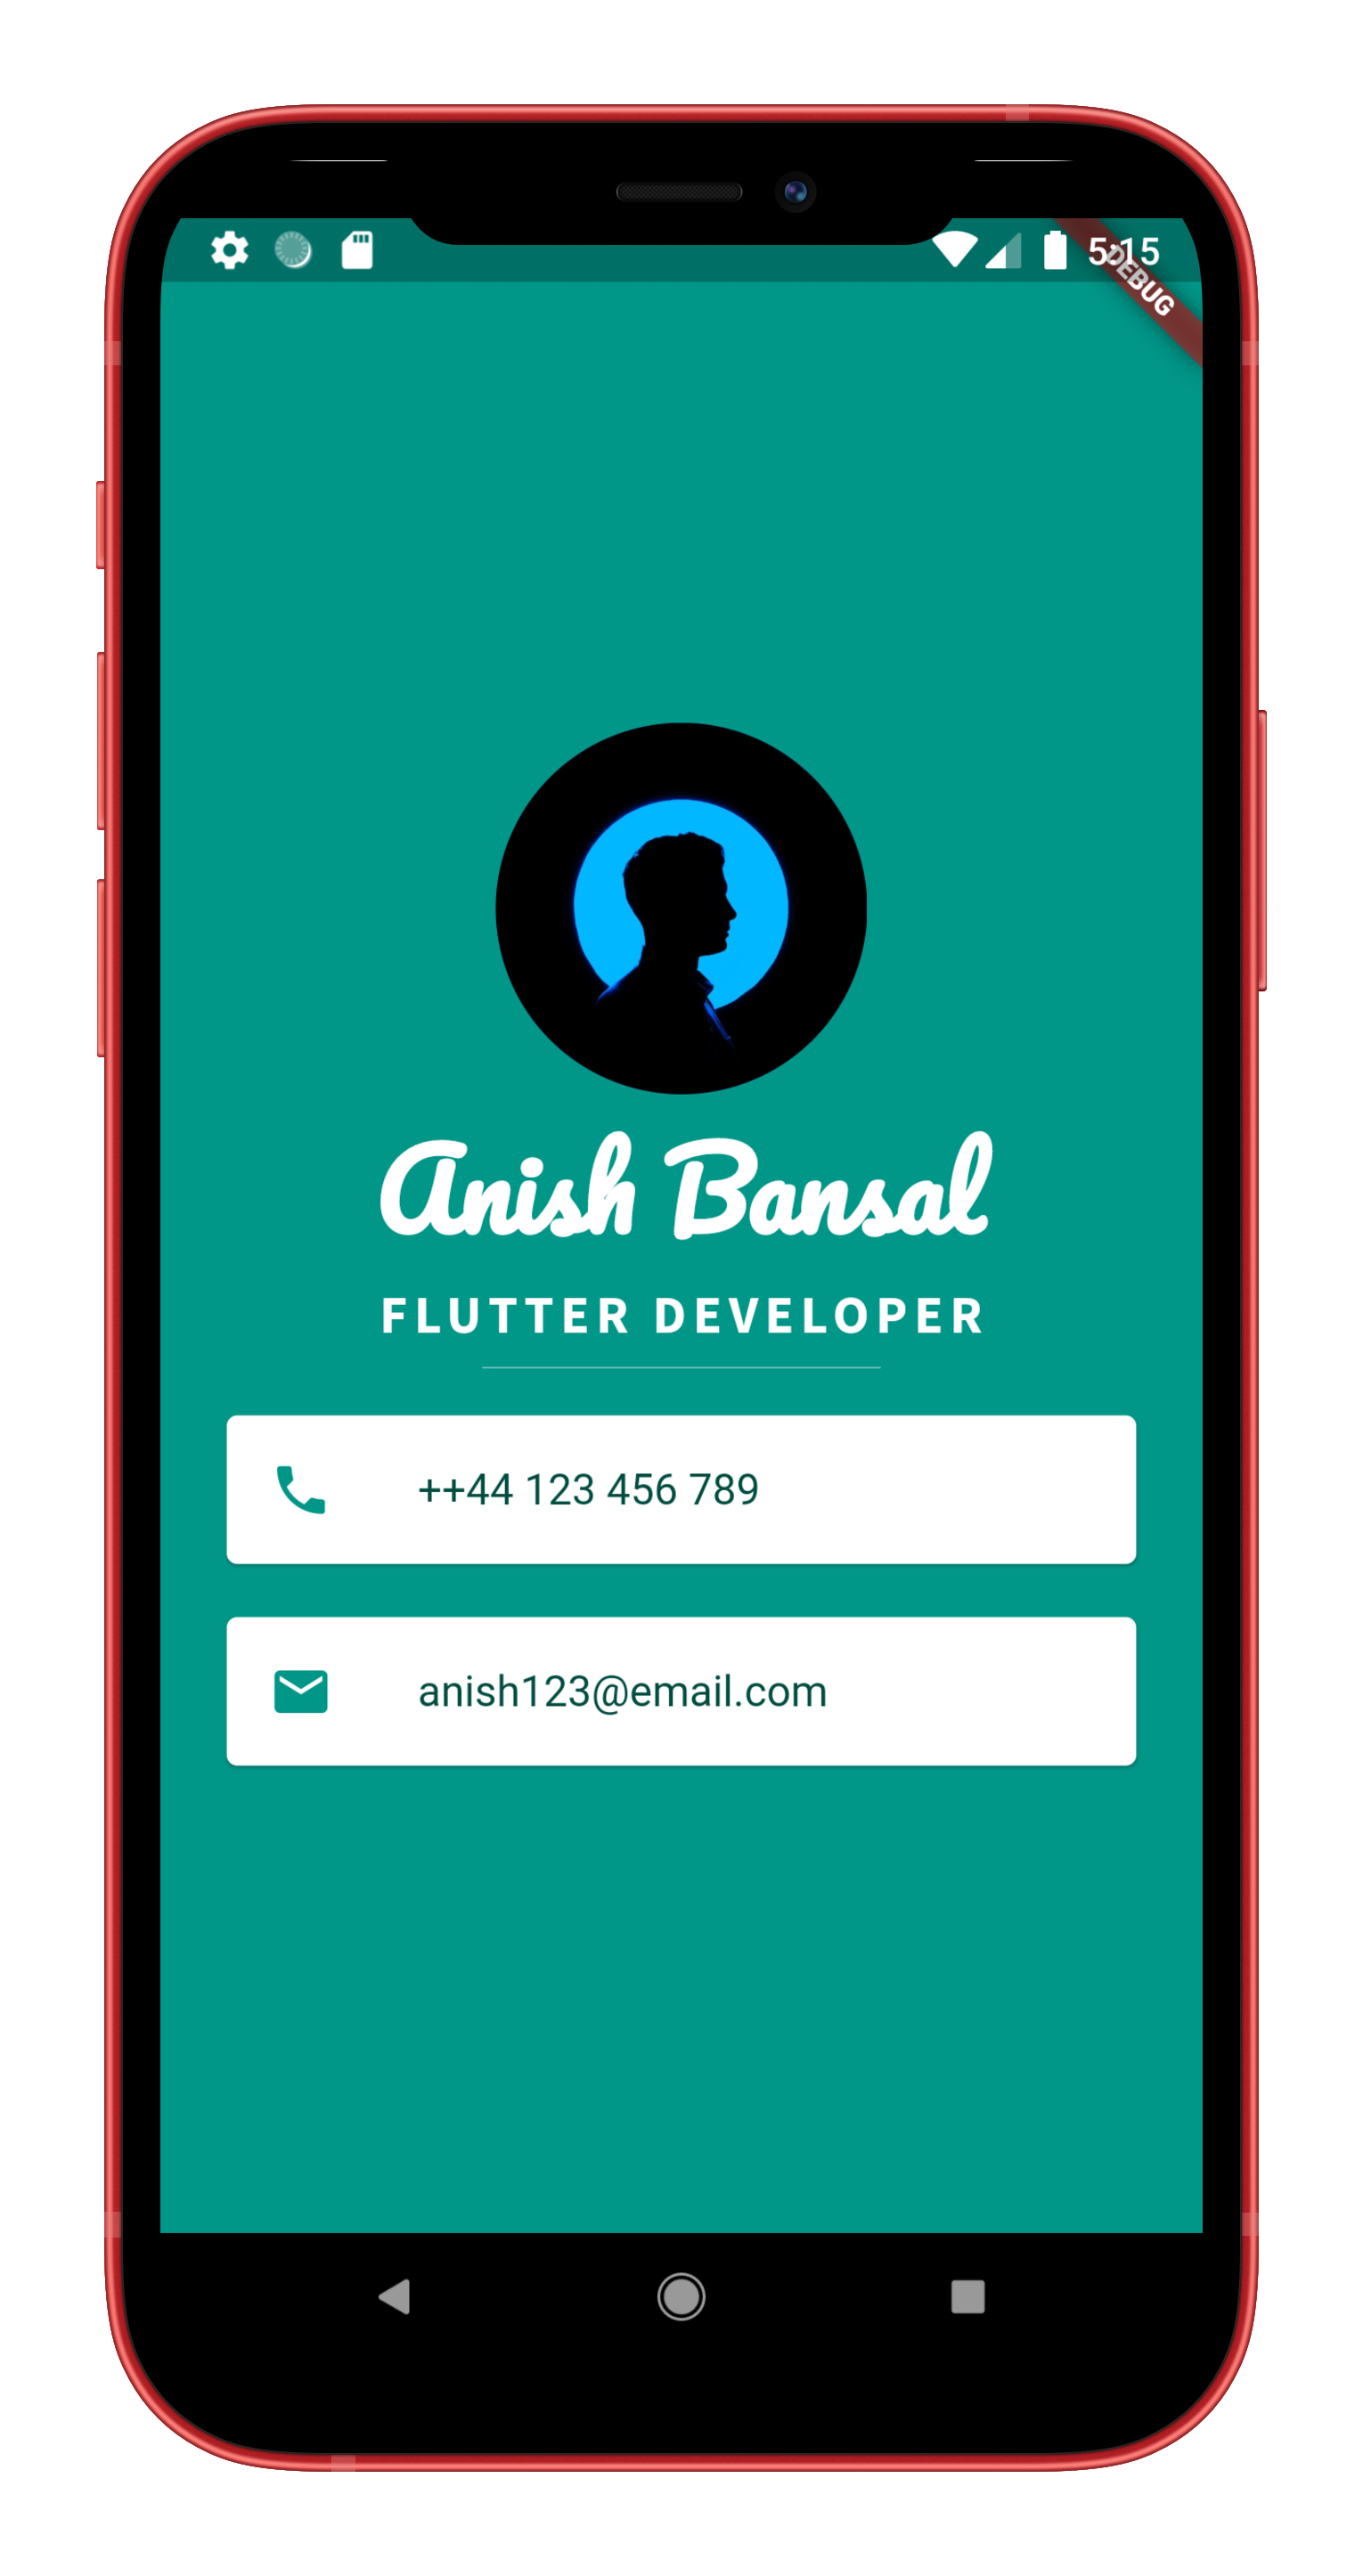 5:15
DEBUG
Anish Bansal
FLUTTER DEVELOPER
++44 123 456 789
anish123@email.com